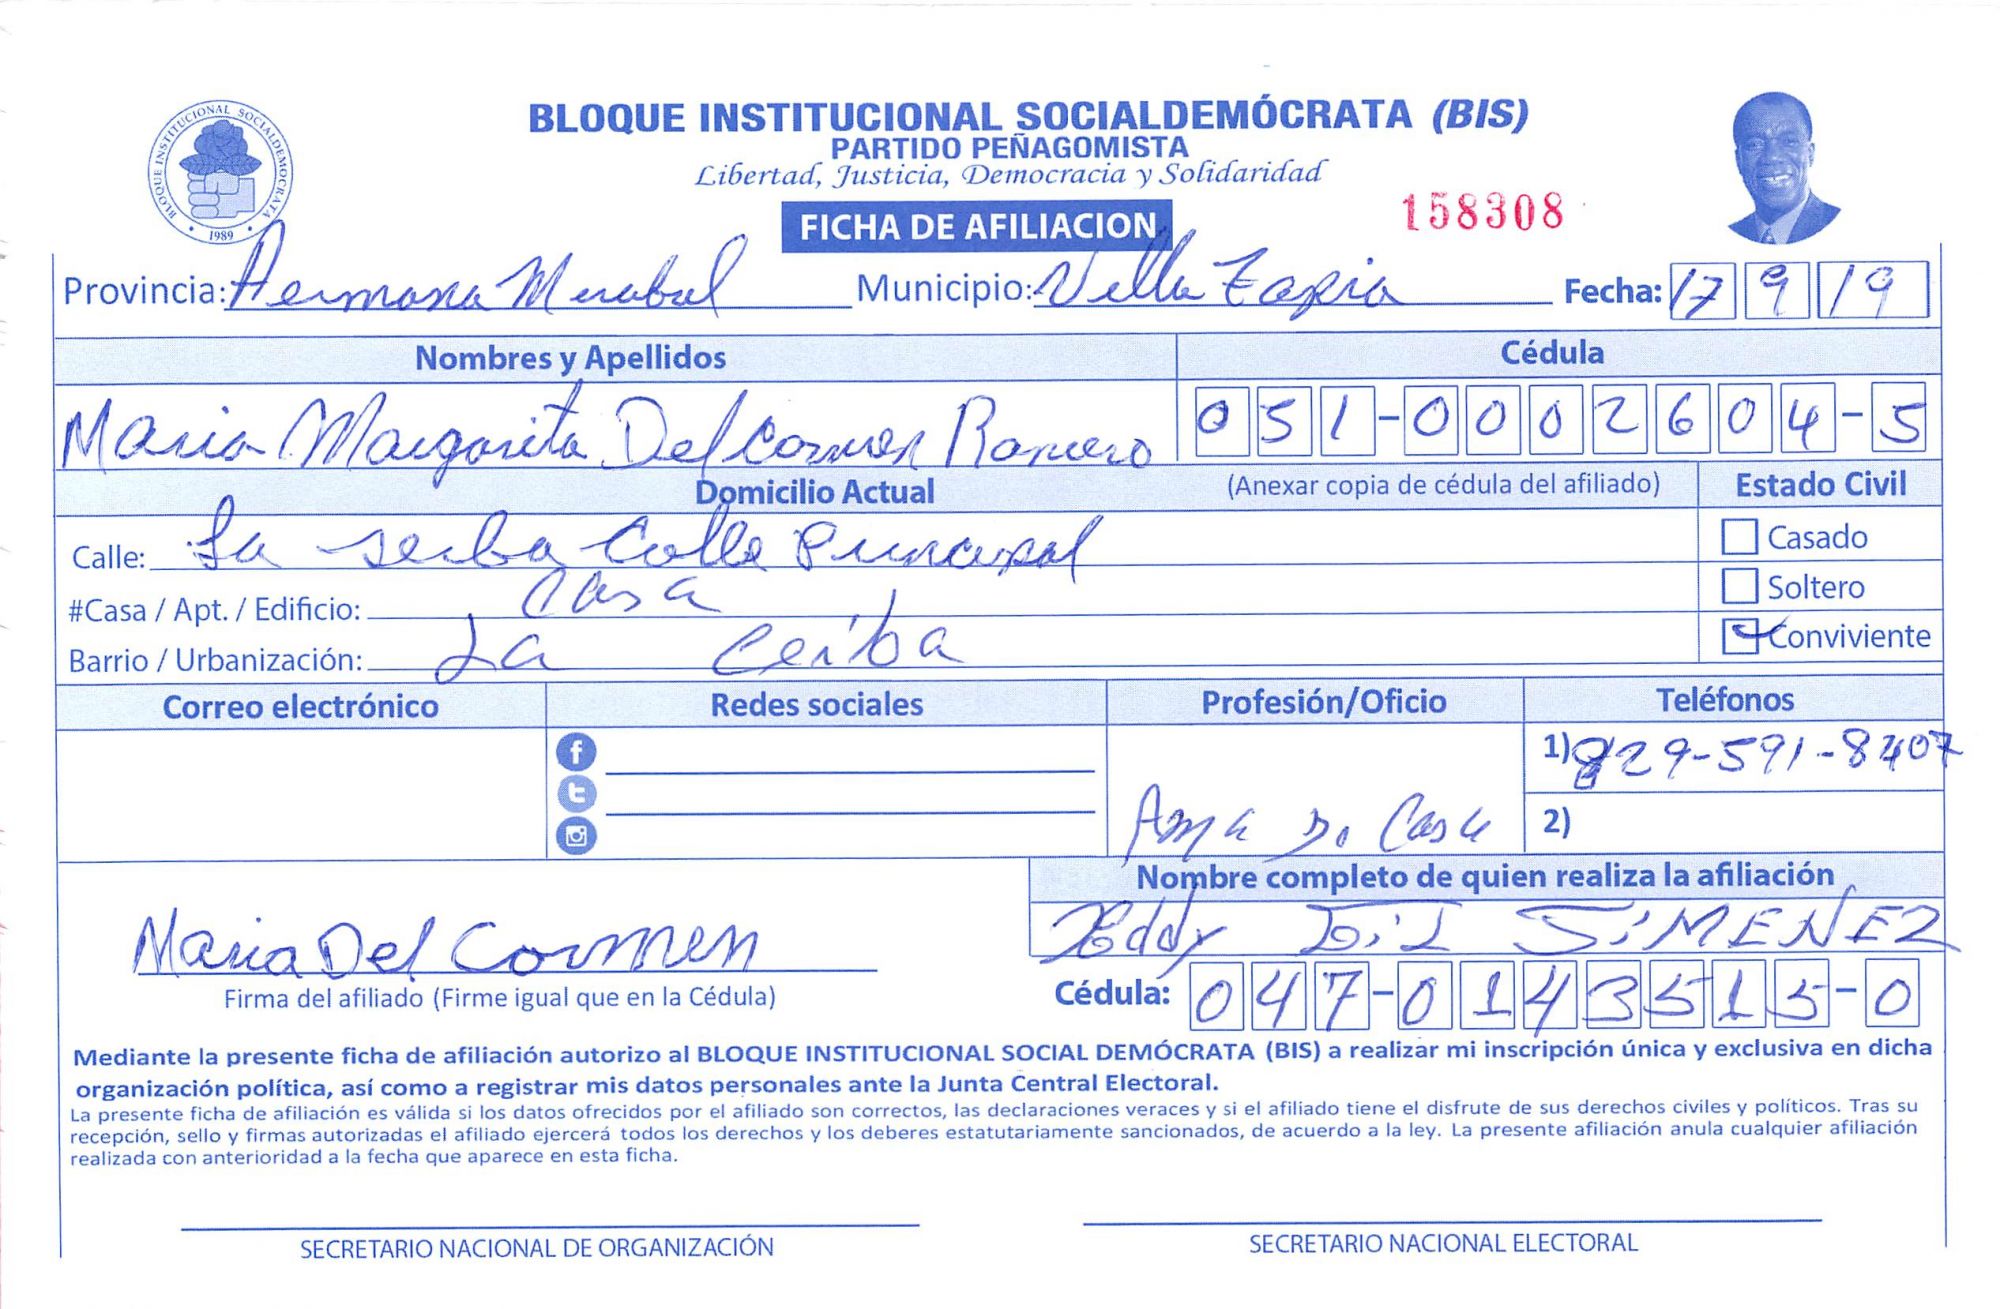 BLOQUE INSTITUCIONAL SOCIALDEMOCRATA
1989
BLOQUE INSTITUCIONAL SOCIALDEMÓCRATA (BIS)
PARTIDO PEÑAGOMISTA
Libertad, Justicia, Democracia y Solidaridad
FICHA DE AFILIACION
158308
Provincia: Hermana Mirabal Municipio: Villa Tapia Fecha: 17 9 19
Nombres y Apellidos Cédula
Maria Margarita Del Carmen Romero 051-0002604-5
Domicilio Actual (Anexar copia de cédula del afiliado) Estado Civil
Calle: La seiba Calle Principal Casado
#Casa / Apt. / Edificio: Casa Soltero
Barrio / Urbanización: La Ceiba Conviviente
Correo electrónico Redes sociales Profesión/Oficio Teléfonos
1) 829-591-8407
Ama De Casa 2)
Nombre completo de quien realiza la afiliación
Maria Del Carmen Eddy JIMENEZ
Firma del afiliado (Firme igual que en la Cédula) Cédula: 047-0143515-0
Mediante la presente ficha de afiliación autorizo al BLOQUE INSTITUCIONAL SOCIAL DEMÓCRATA (BIS) a realizar mi inscripción única y exclusiva en dicha
organización política, así como a registrar mis datos personales ante la Junta Central Electoral.
La presente ficha de afiliación es válida si los datos ofrecidos por el afiliado son correctos, las declaraciones veraces y si el afiliado tiene el disfrute de sus derechos civiles y políticos. Tras su
recepción, sello y firmas autorizadas el afiliado ejercerá todos los derechos y los deberes estatutariamente sancionados, de acuerdo a la ley. La presente afiliación anula cualquier afiliación
realizada con anterioridad a la fecha que aparece en esta ficha.
SECRETARIO NACIONAL DE ORGANIZACIÓN SECRETARIO NACIONAL ELECTORAL